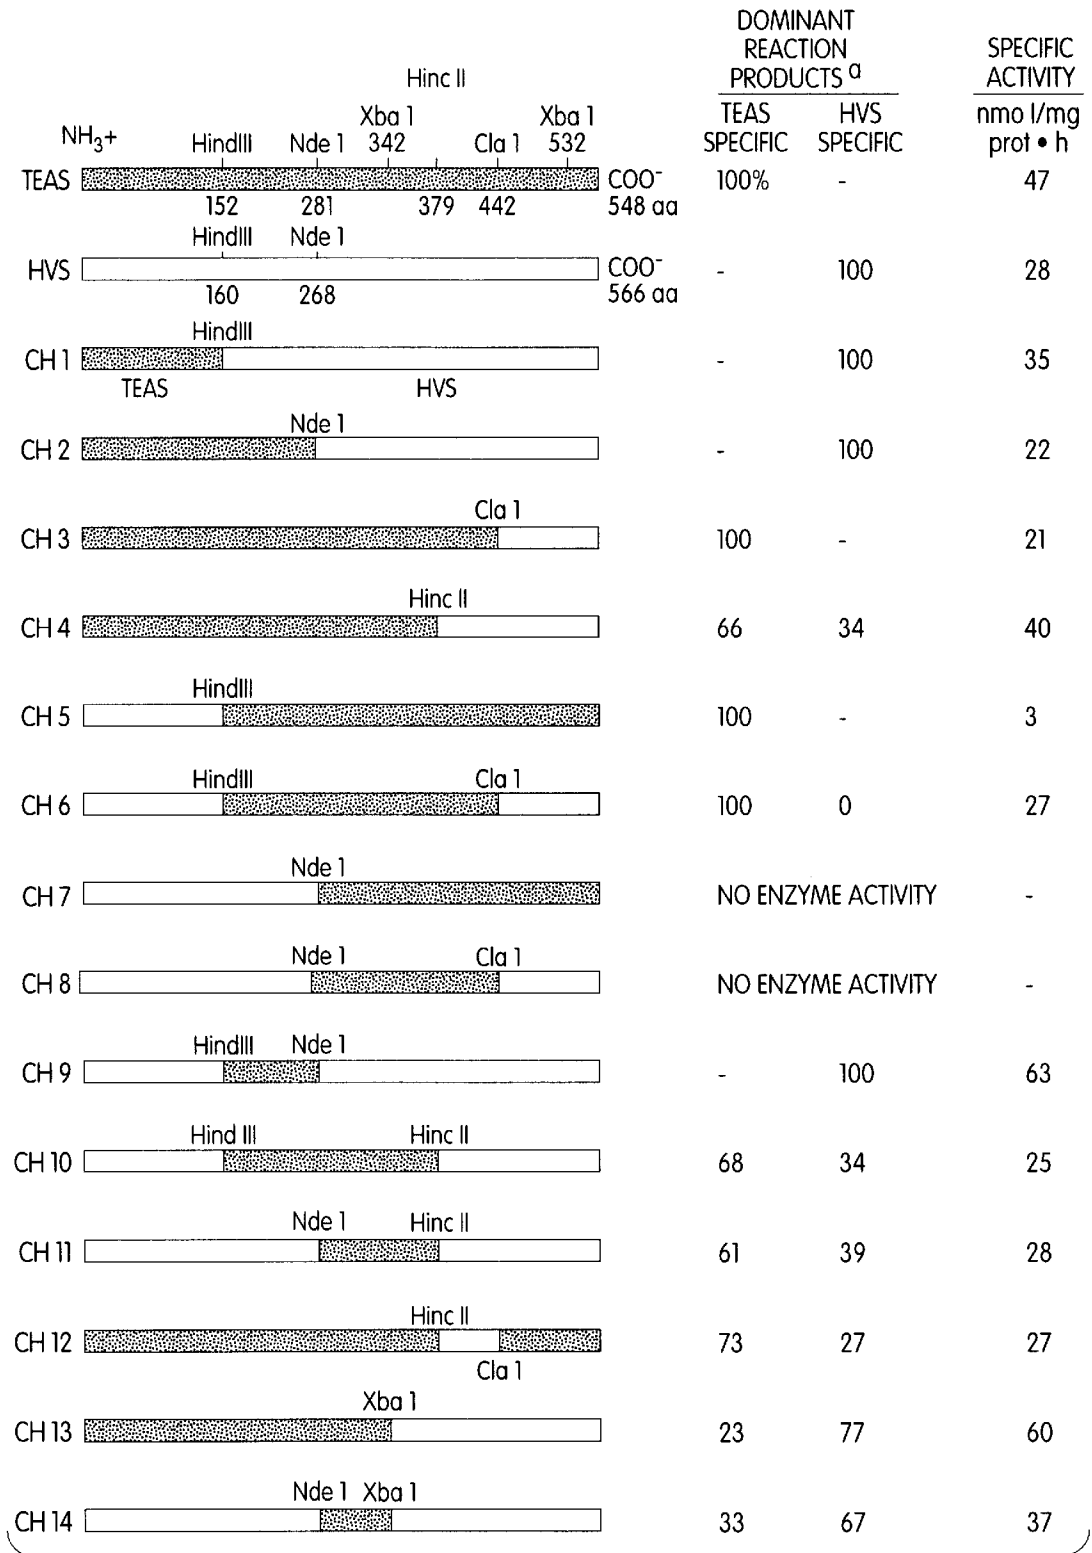 DOMINANT
REACTION
PRODUCTS a
SPECIFIC
ACTIVITY
Hinc II
TEAS
SPECIFIC
HVS
SPECIFIC
nmo l/mg
prot • h
NH3+
HindIII
Nde 1
Xba 1
342
Cla 1
Xba 1
532
TEAS COO- 100% - 47
152 281 379 442 548 aa
HindIII Nde 1
HVS COO- - 100 28
160 268 566 aa
HindIII
CH 1 - 100 35
TEAS HVS
Nde 1
CH 2 - 100 22
Cla 1
CH 3 100 - 21
Hinc II
CH 4 66 34 40
HindIII
CH 5 100 - 3
HindIII Cla 1
CH 6 100 0 27
Nde 1
CH 7 NO ENZYME ACTIVITY -
Nde 1 Cla 1
CH 8 NO ENZYME ACTIVITY -
HindIII Nde 1
CH 9 - 100 63
Hind III Hinc II
CH 10 68 34 25
Nde 1 Hinc II
CH 11 61 39 28
Hinc II
CH 12 73 27 27
Cla 1
Xba 1
CH 13 23 77 60
Nde 1 Xba 1
CH 14 33 67 37